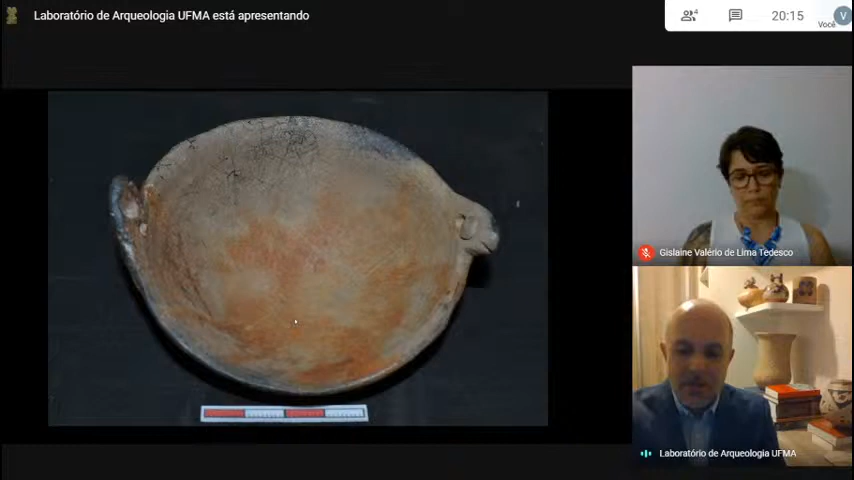 Laboratório de Arqueologia UFMA está apresentando
4
20:15
Você
V
Gislaine Valério de Lima Tedesco
Laboratório de Arqueologia UFMA